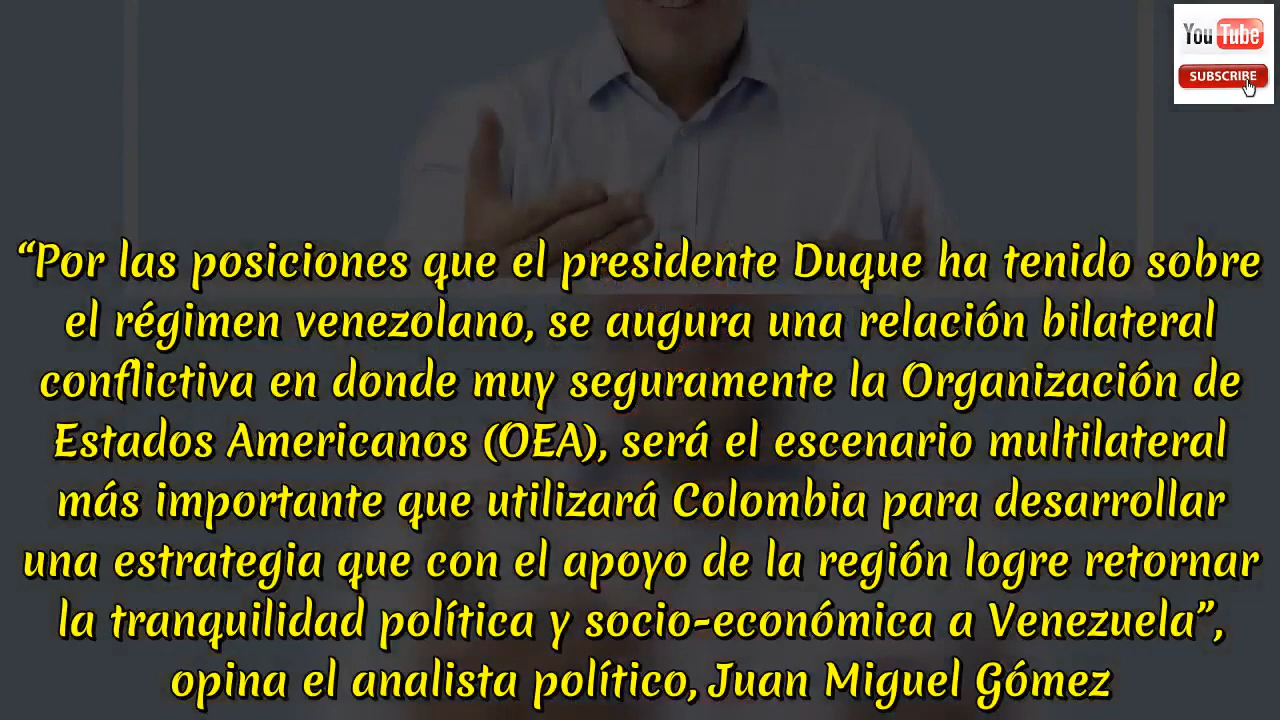 You Tube
SUBSCRIBE
“Por las posiciones que el presidente Duque ha tenido sobre
el régimen venezolano, se augura una relación bilateral
conflictiva en donde muy seguramente la Organización de
Estados Americanos (OEA), será el escenario multilateral
más importante que utilizará Colombia para desarrollar
una estrategia que con el apoyo de la región logre retornar
la tranquilidad política y socio-económica a Venezuela”,
opina el analista político, Juan Miguel Gómez